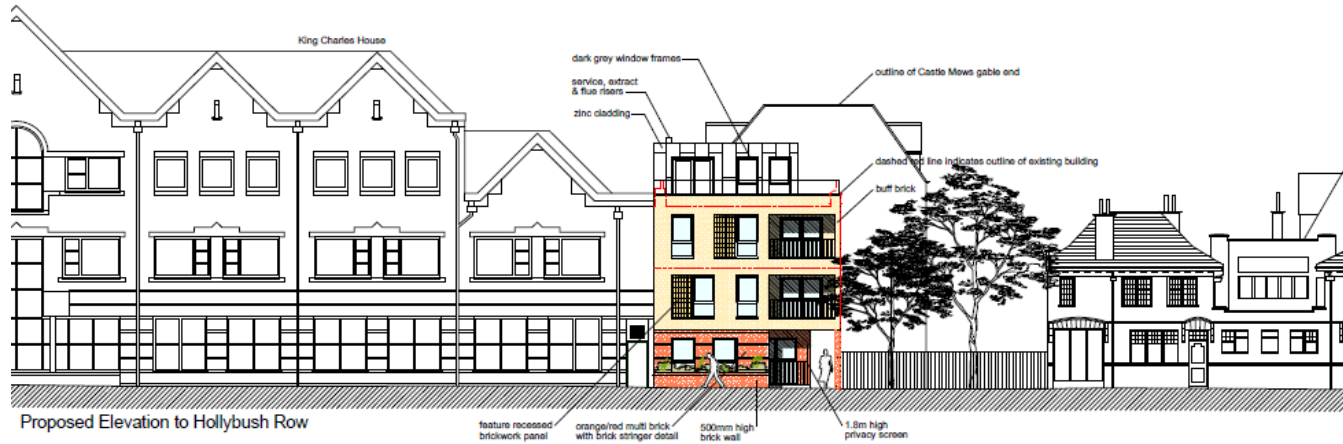 King Charles House
dark grey window frames
service, extract
& flue risers
zinc cladding
outline of Castle Mews gable end
dashed red line indicates outline of existing building
buff brick
Proposed Elevation to Hollybush Row
feature recessed
brickwork panel
orange/red multi brick
with brick stringer detail
500mm high
brick wall
1.8m high
privacy screen